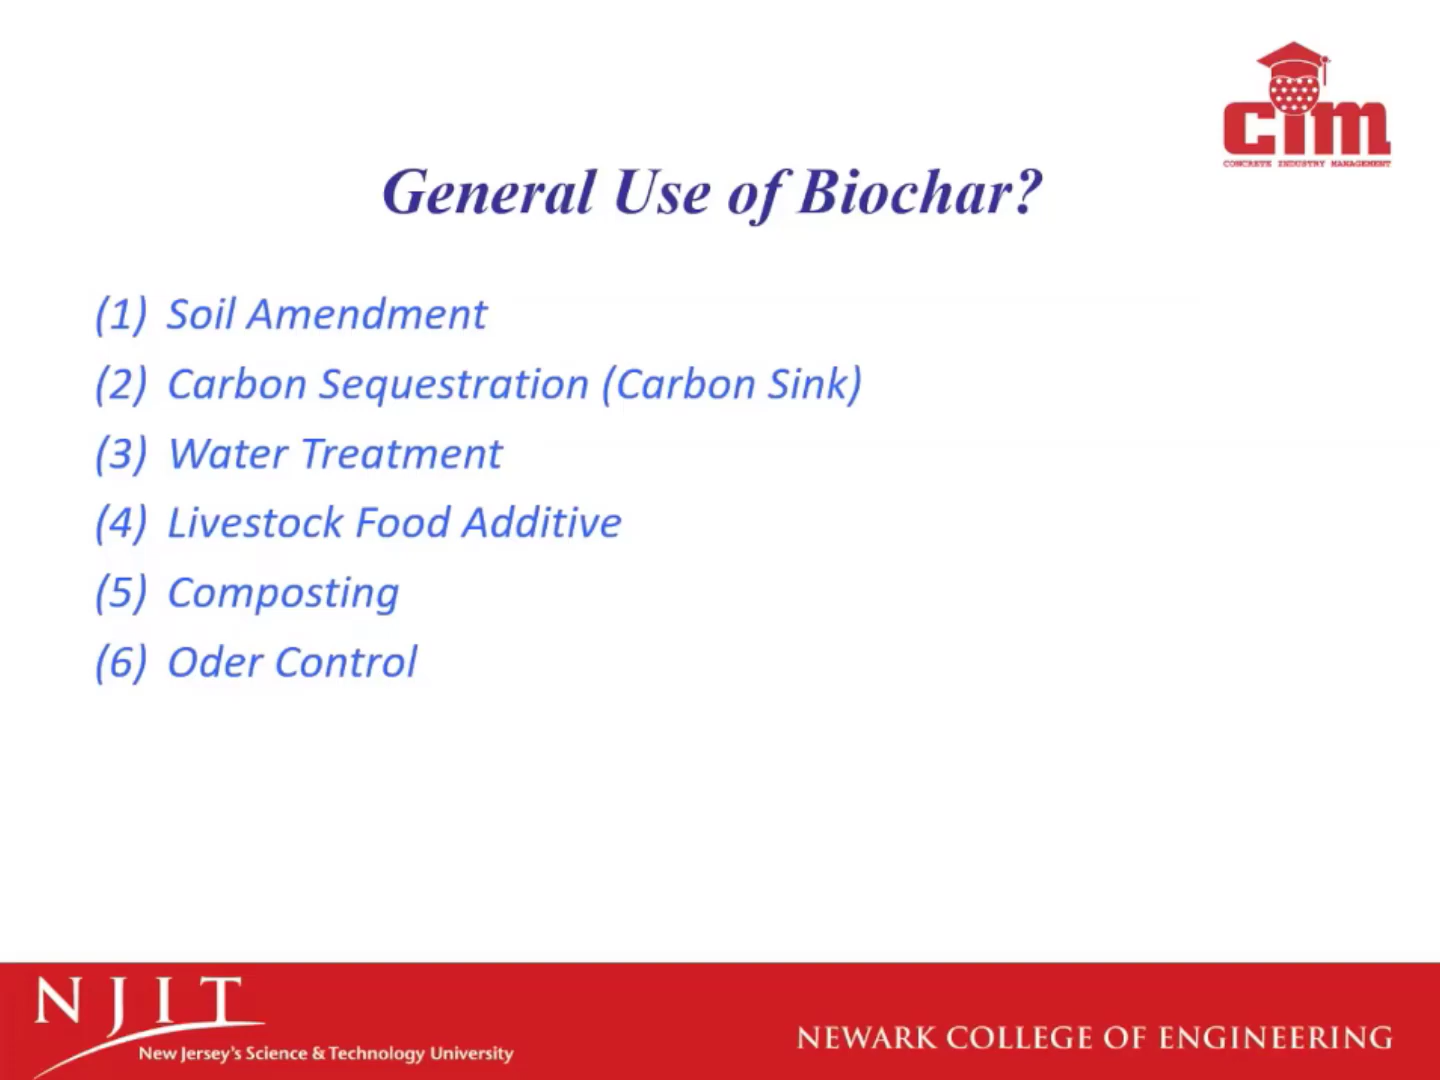 cim
CONCRETE INDUSTRY MANAGEMENT
General Use of Biochar?
(1) Soil Amendment
(2) Carbon Sequestration (Carbon Sink)
(3) Water Treatment
(4) Livestock Food Additive
(5) Composting
(6) Oder Control
NJIT
New Jersey's Science & Technology University
NEWARK COLLEGE OF ENGINEERING